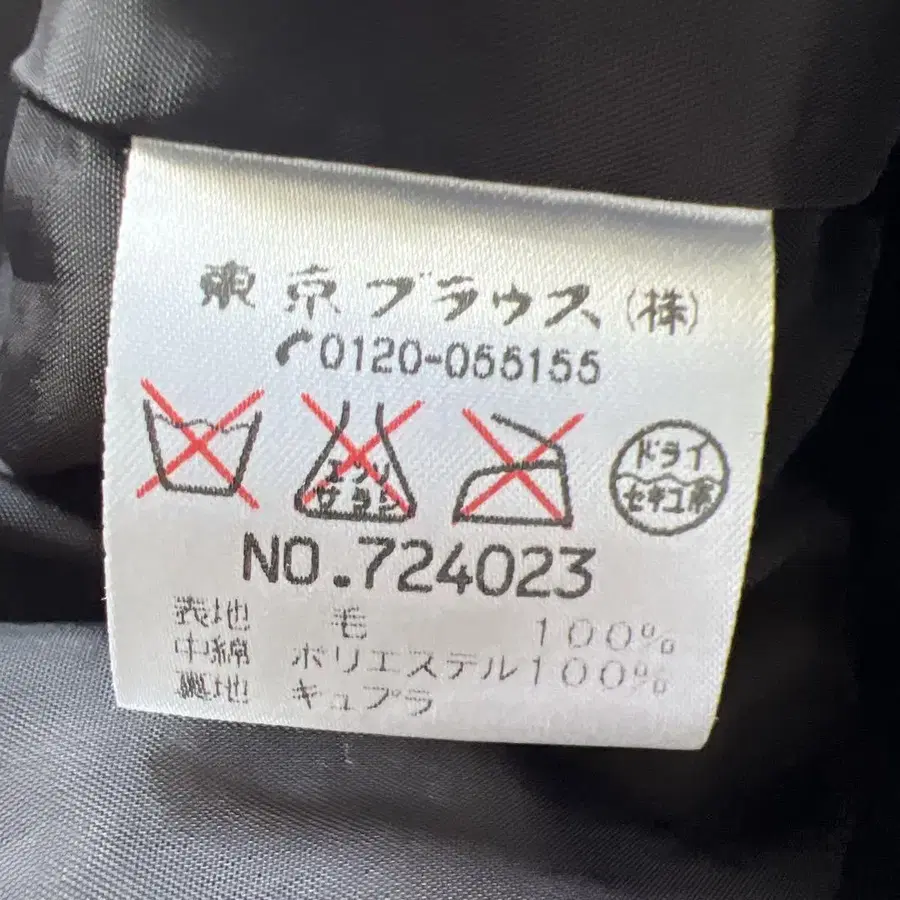 東京ブラウス(株)
0120-055155
エンソ
サラシ
ドライ
セキユ系
NO.724023
表地 毛 100%
中綿 ポリエステル100%
裏地 キュプラ